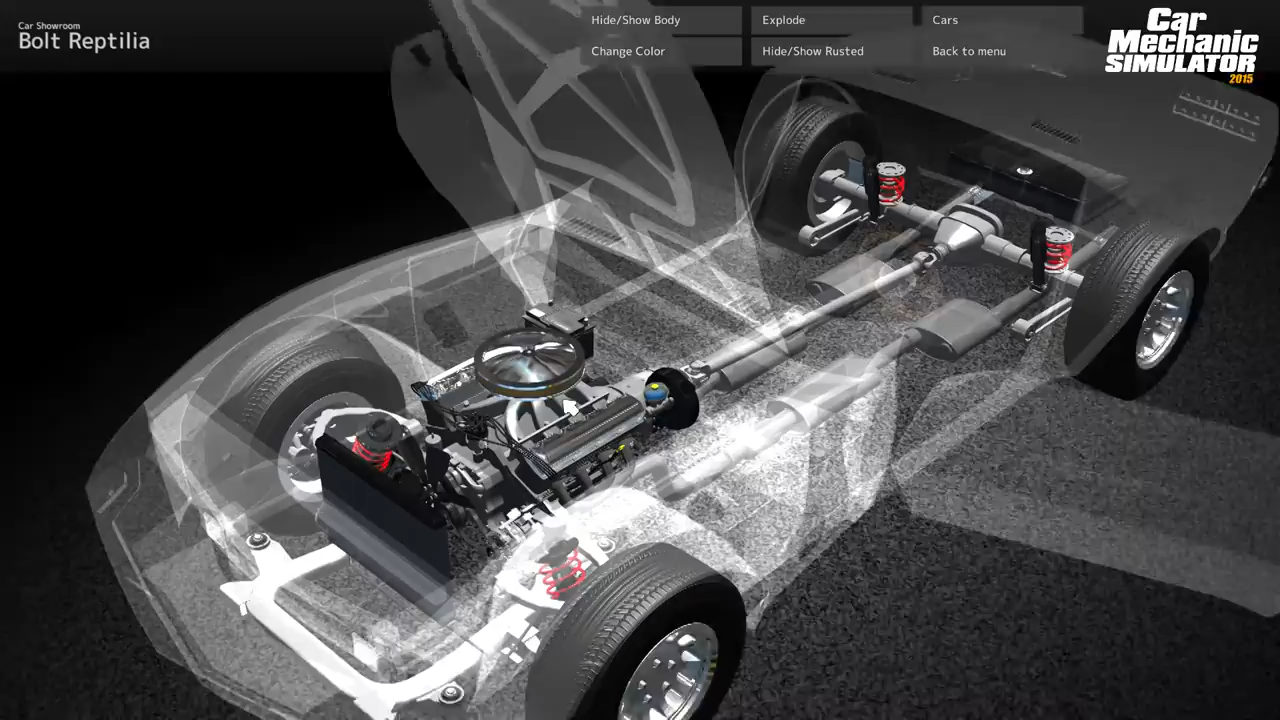 Car Showroom
Bolt Reptilia
Hide/Show Body
Explode
Cars
Change Color
Hide/Show Rusted
Back to menu
Car
Mechanic
SIMULATOR
2015